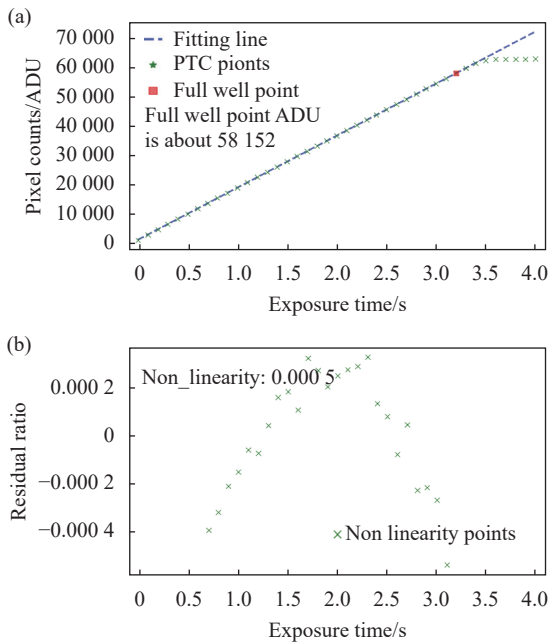 (a)
70 000
60 000
50 000
40 000
30 000
20 000
10 000
0
Pixel counts/ADU
Fitting line
PTC pionts
Full well point
Full well point ADU
is about 58 152
0 0.5 1.0 1.5 2.0 2.5 3.0 3.5 4.0
Exposure time/s
(b)
0.000 2
0
−0.000 2
−0.000 4
Residual ratio
Non_linearity: 0.000 5
Non linearity points
0 0.5 1.0 1.5 2.0 2.5 3.0 3.5 4.0
Exposure time/s